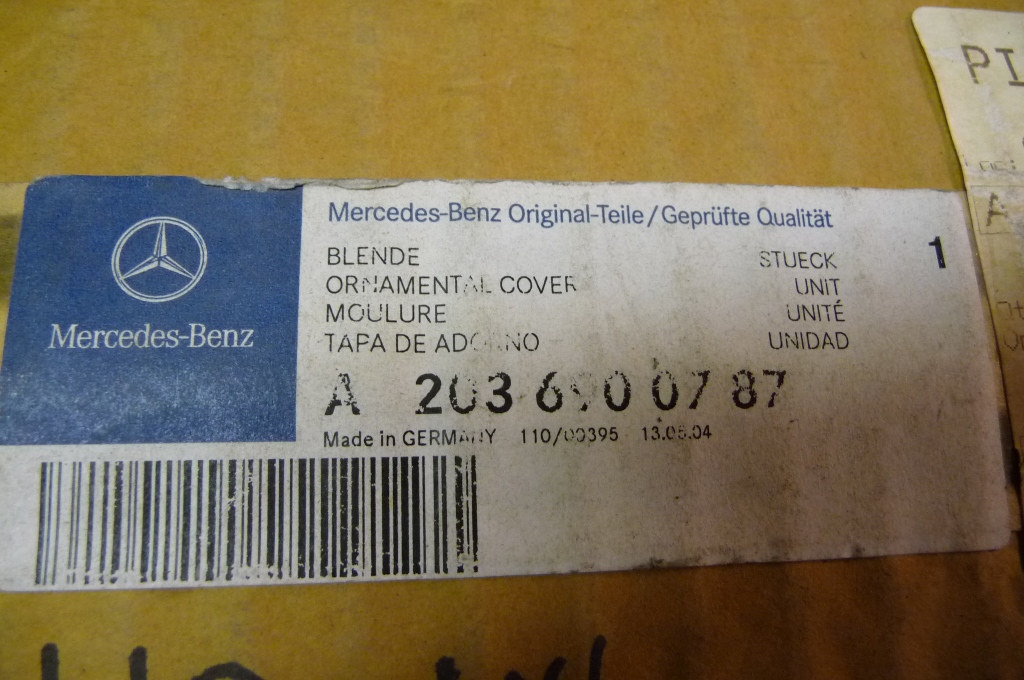 Mercedes-Benz
Mercedes-Benz Original-Teile/Geprüfte Qualität
BLENDE STUECK 1
ORNAMENTAL COVER UNIT
MOULURE UNITÉ
TAPA DE ADORNO UNIDAD
A 203 690 07 87
Made in GERMANY 110/00395 13.05.04
PI
A